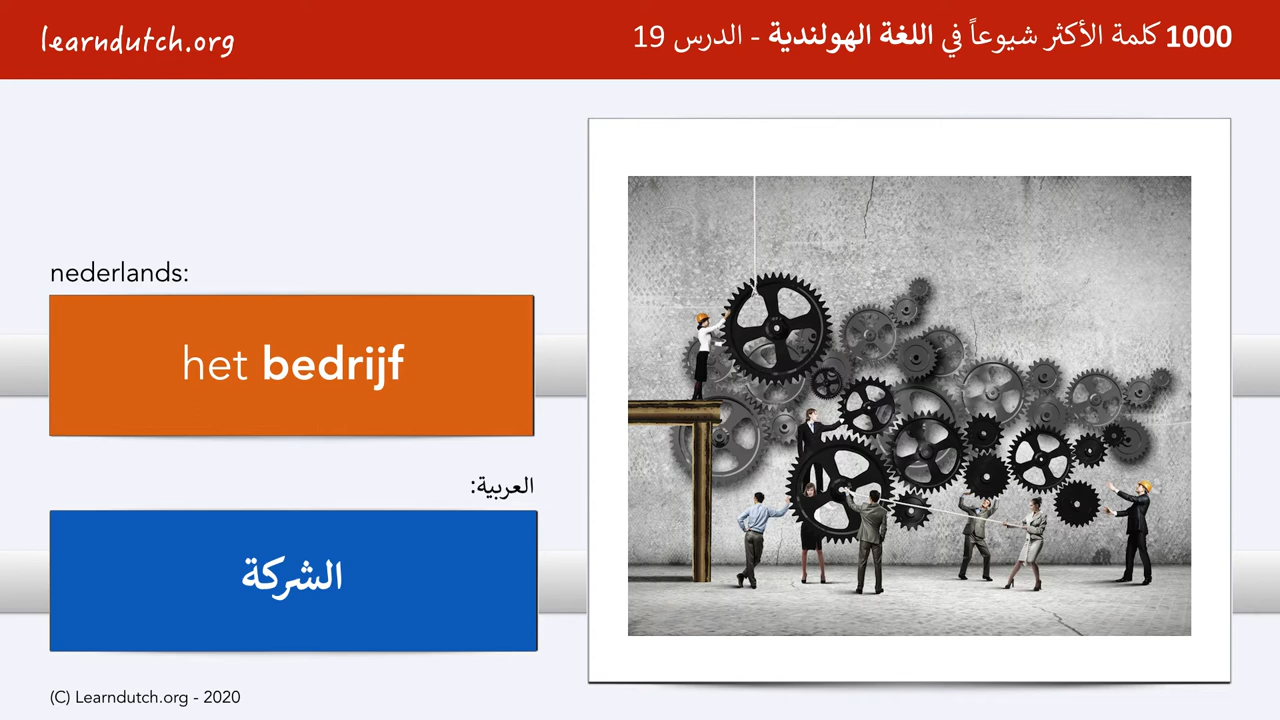 learndutch.org
1000 كلمة الأكثر شيوعاً في اللغة الهولندية - الدرس 19
nederlands:
het bedrijf
العربية:
الشركة
(C) Learndutch.org - 2020